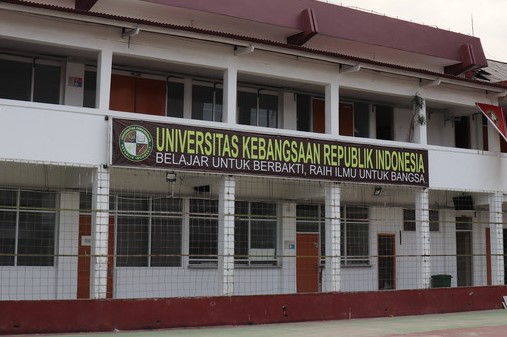 UNIVERSITAS KEBANGSAAN REPUBLIK INDONESIA
BELAJAR UNTUK BERBAKTI, RAIH ILMU UNTUK BANGSA